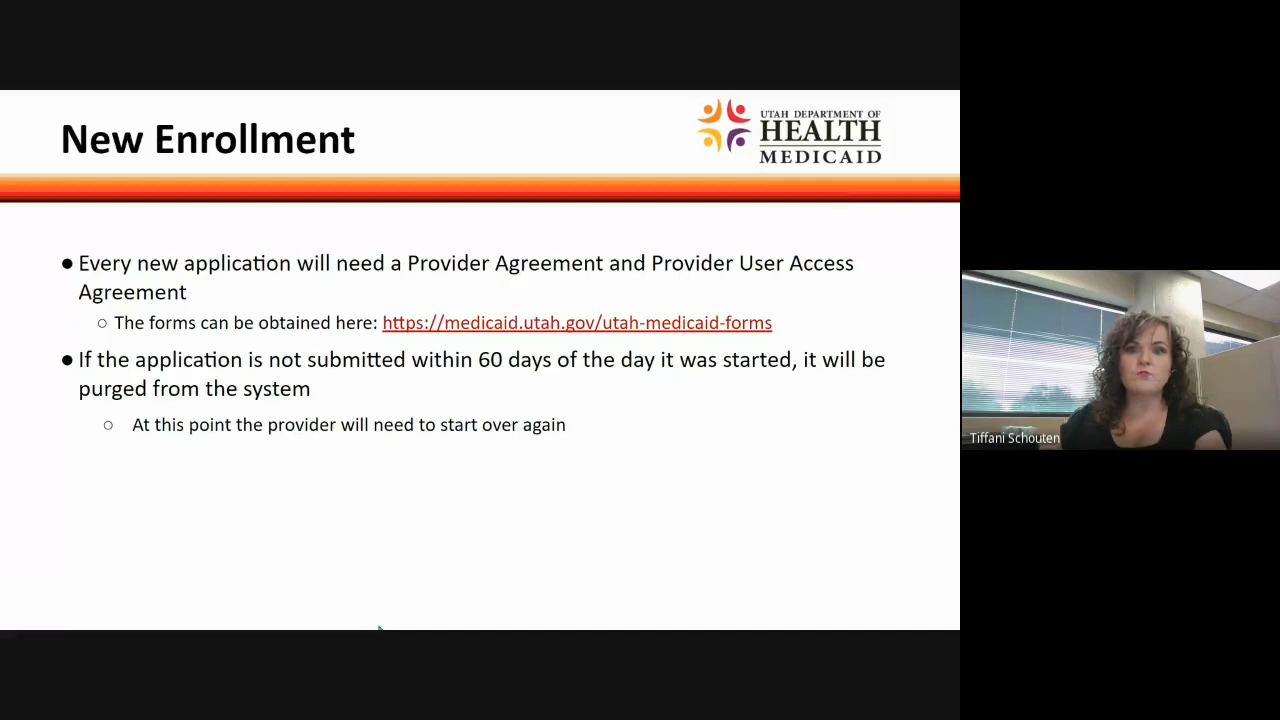 New Enrollment
UTAH DEPARTMENT OF
HEALTH
MEDICAID
● Every new application will need a Provider Agreement and Provider User Access
Agreement
○ The forms can be obtained here: https://medicaid.utah.gov/utah-medicaid-forms
● If the application is not submitted within 60 days of the day it was started, it will be
purged from the system
○ At this point the provider will need to start over again
Tiffani Schouten